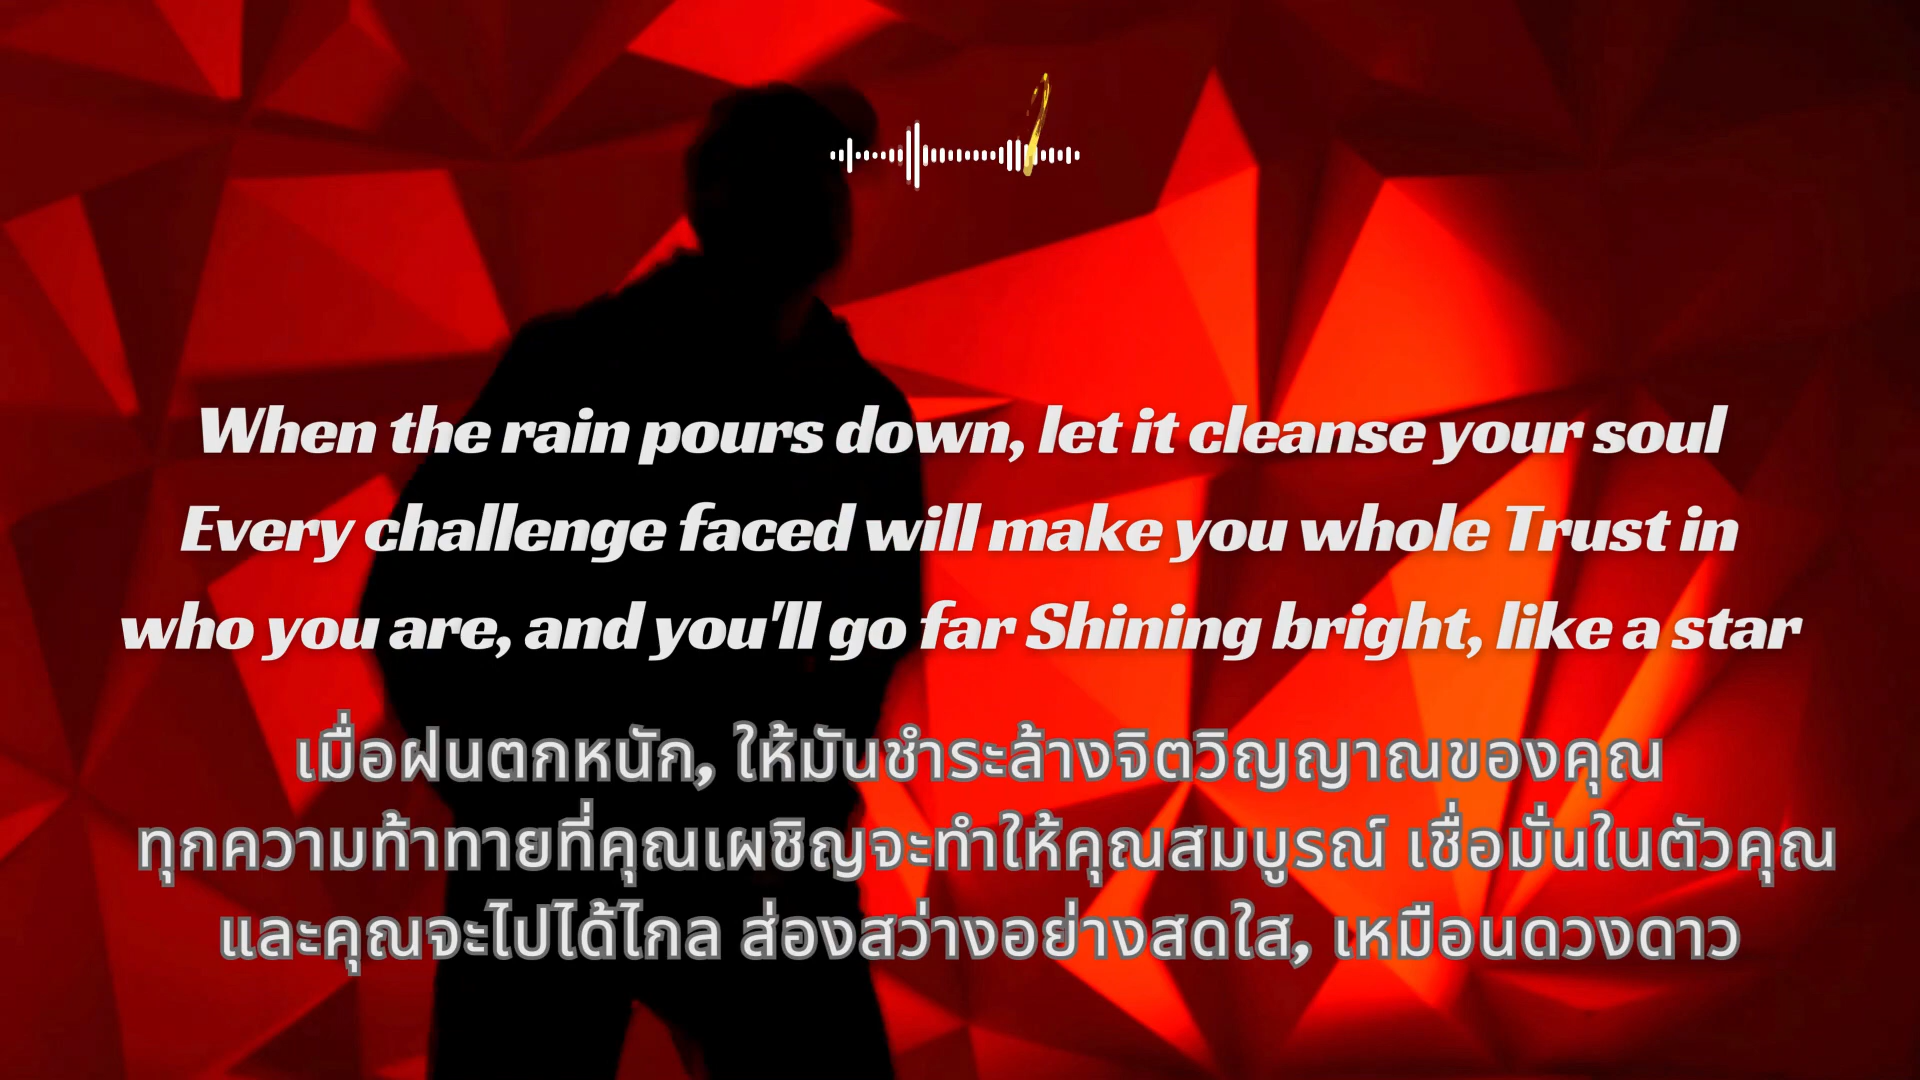 When the rain pours down, let it cleanse your soul
Every challenge faced will make you whole Trust in
who you are, and you'll go far Shining bright, like a star
เมื่อฝนตกหนัก, ให้มันชำระล้างจิตวิญญาณของคุณ
ทุกความท้าทายที่คุณเผชิญจะทำให้คุณสมบูรณ์ เชื่อมั่นในตัวคุณ
และคุณจะไปได้ไกล ส่องสว่างอย่างสดใส, เหมือนดวงดาว